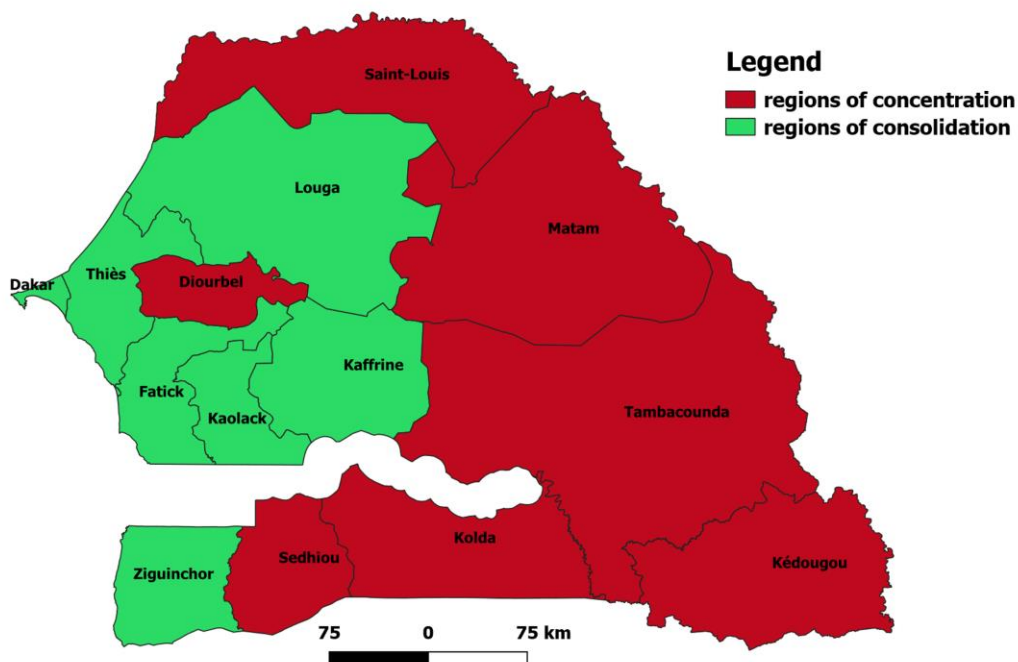 Saint-Louis
Legend
regions of concentration
regions of consolidation
Louga
Matam
Dakar
Thiès
Diourbel
Kaffrine
Fatick
Kaolack
Tambacounda
Ziguinchor
Sedhiou
Kolda
Kédougou
75 0 75 km